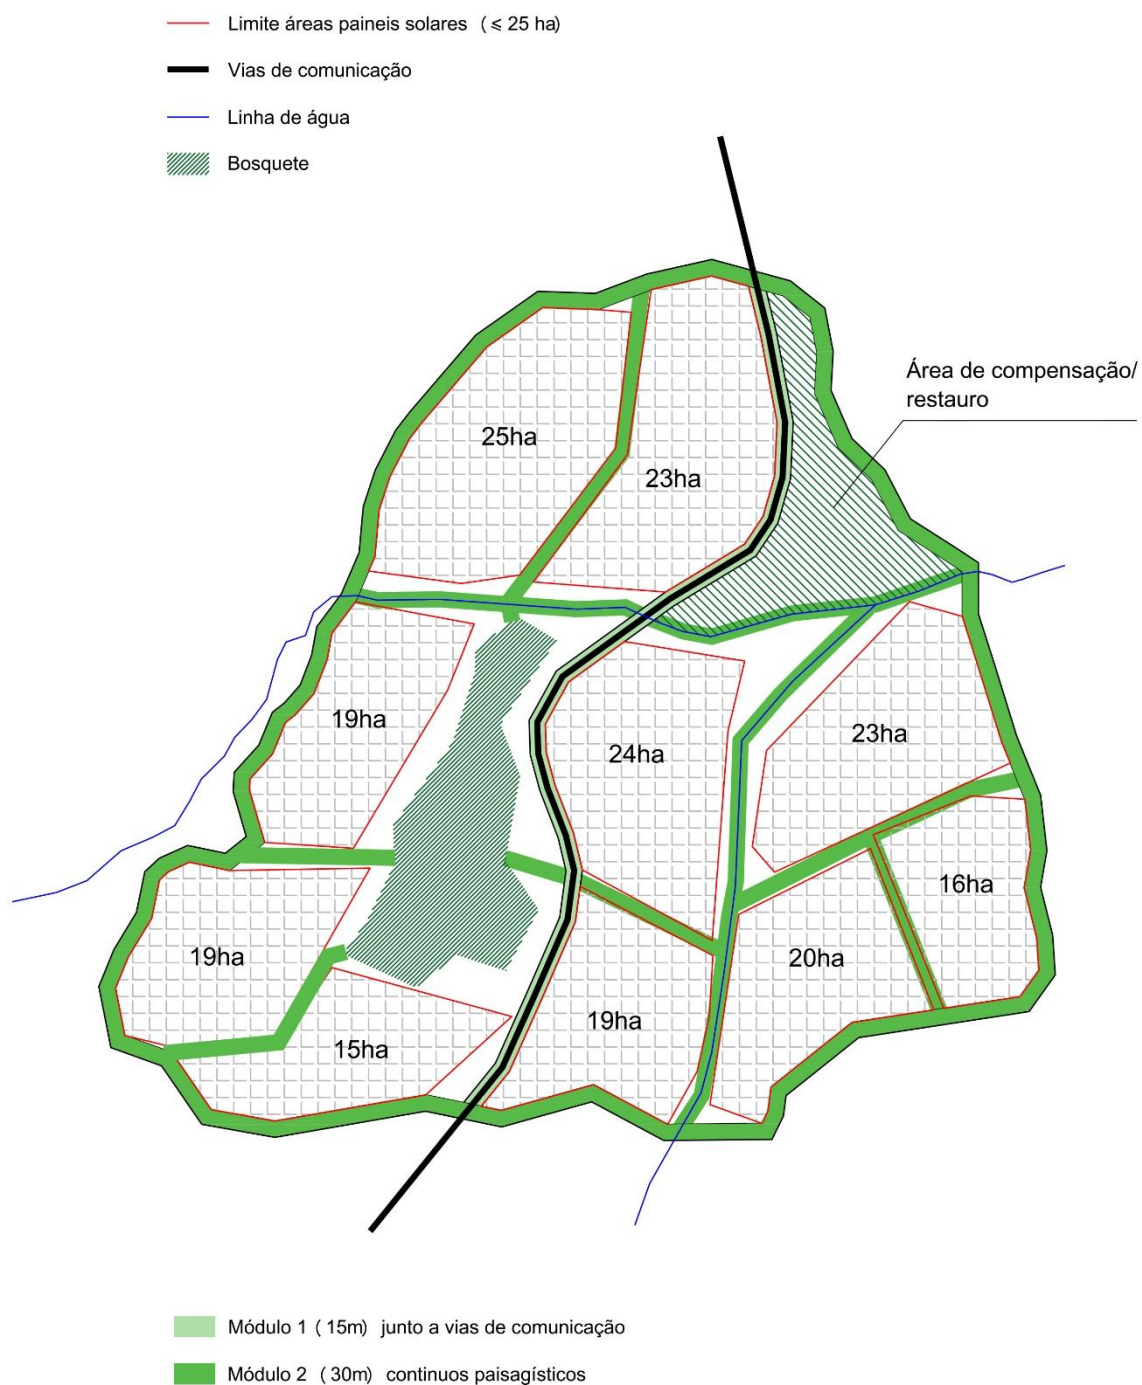 Limite áreas paineis solares (⩽ 25 ha)
Vias de comunicação
Linha de água
Bosquete
Área de compensação/
restauro
25ha
23ha
19ha
24ha
23ha
16ha
19ha
20ha
19ha
15ha
Módulo 1 (15m) junto a vias de comunicação
Módulo 2 (30m) continuos paisagísticos